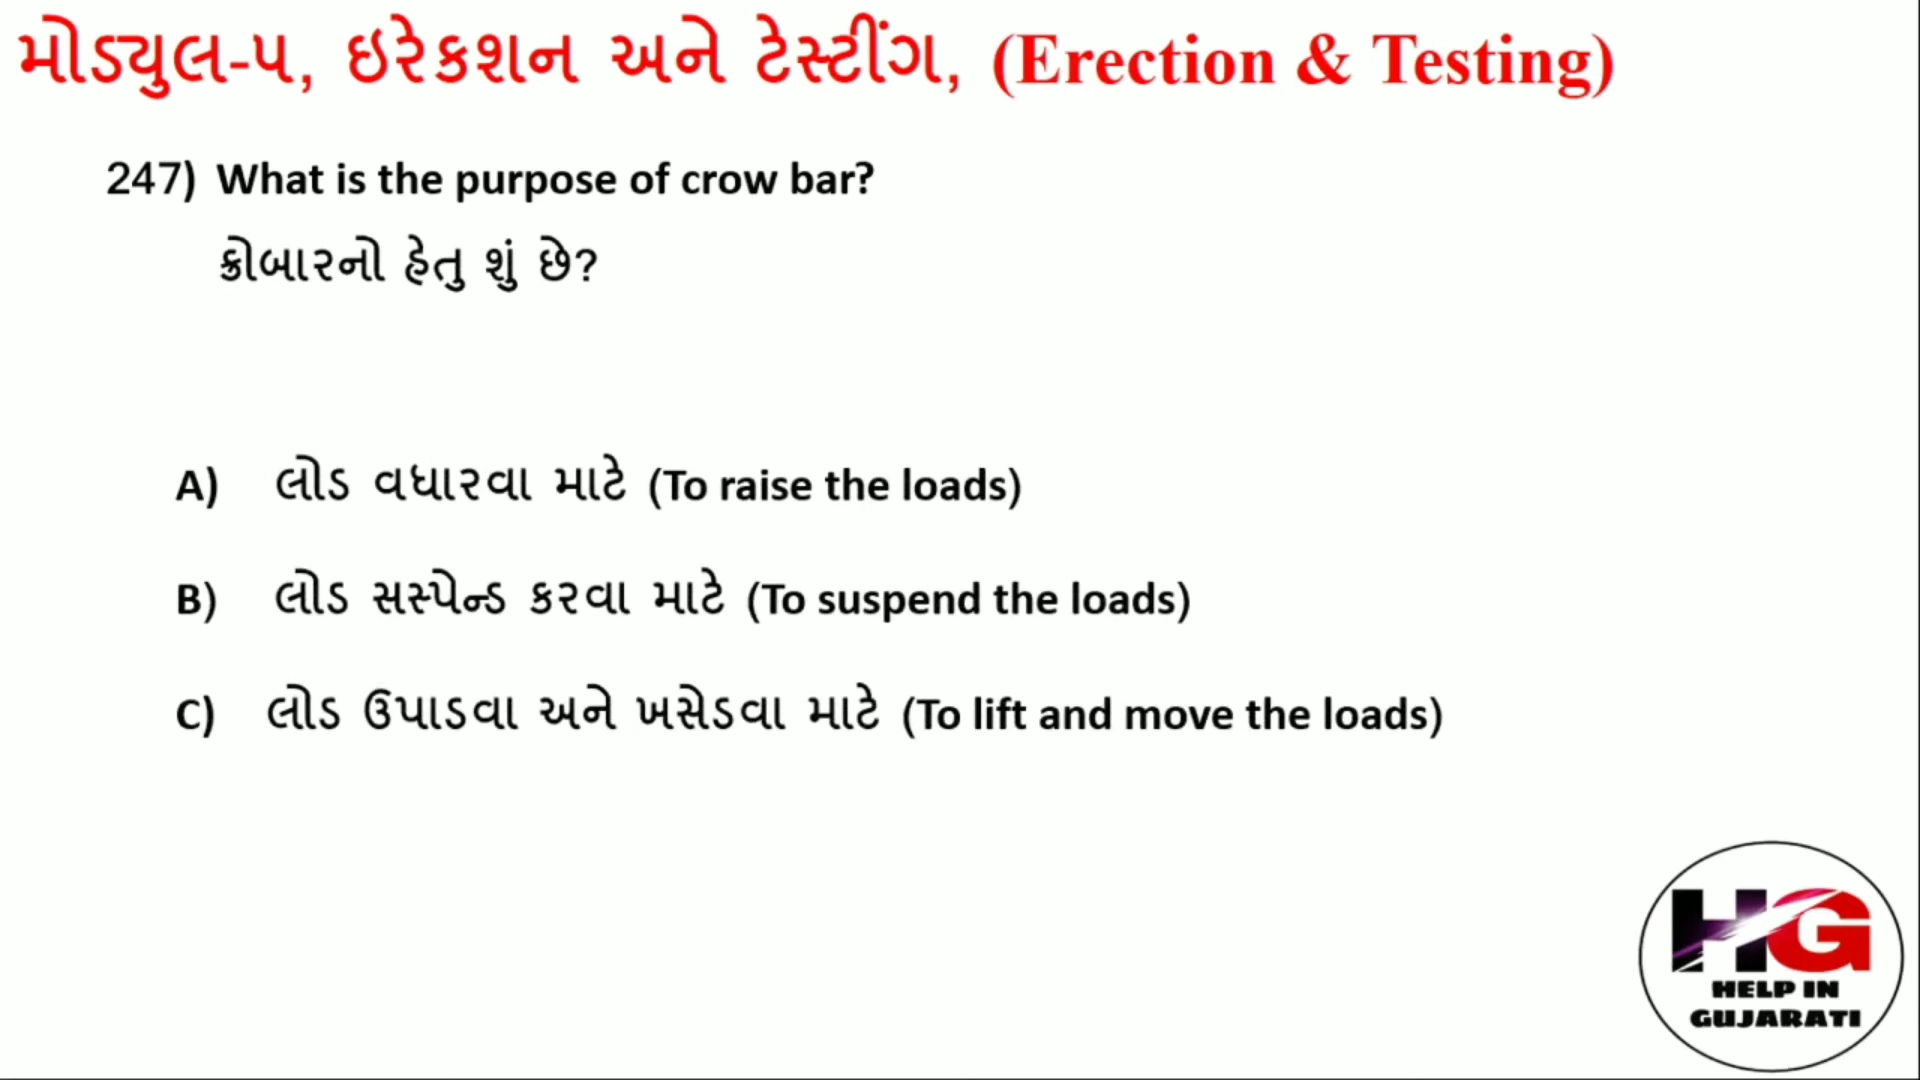 મોડ્યુલ-૫, ઇરેકશન અને ટેસ્ટીંગ, (Erection & Testing)
247) What is the purpose of crow bar?
ક્રોબારનો હેતુ શું છે?
A) લોડ વધારવા માટે (To raise the loads)
B) લોડ સસ્પેન્ડ કરવા માટે (To suspend the loads)
C) લોડ ઉપાડવા અને ખસેડવા માટે (To lift and move the loads)
HG
HELP IN
GUJARATI